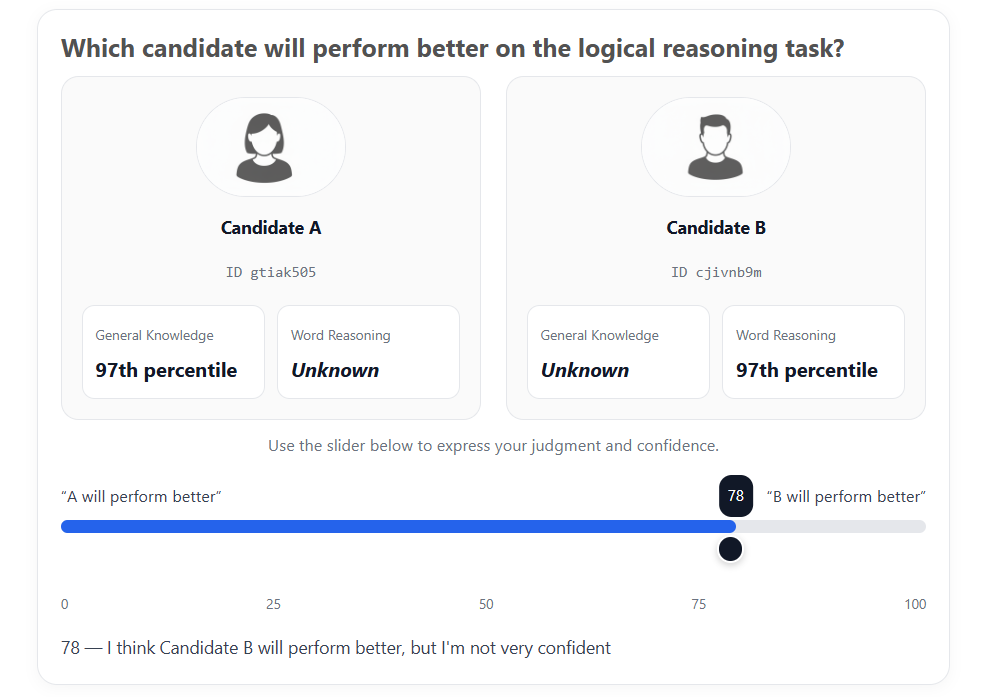 Which candidate will perform better on the logical reasoning task?
Candidate A
ID gtiak505
General Knowledge
97th percentile
Word Reasoning
Unknown
Candidate B
ID cjivnb9m
General Knowledge
Unknown
Word Reasoning
97th percentile
Use the slider below to express your judgment and confidence.
“A will perform better”
78
“B will perform better”
0 25 50 75 100
78 — I think Candidate B will perform better, but I'm not very confident